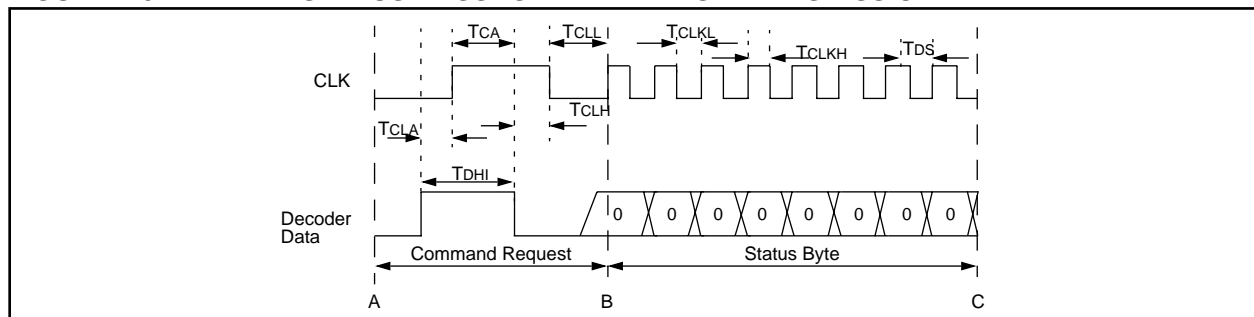 TCA TCLL TCLKL TCLKH TDS
CLK
TCLH
TCLA
TDHI
Decoder
Data
0 0 0 0 0 0 0 0
Command Request Status Byte
A B C